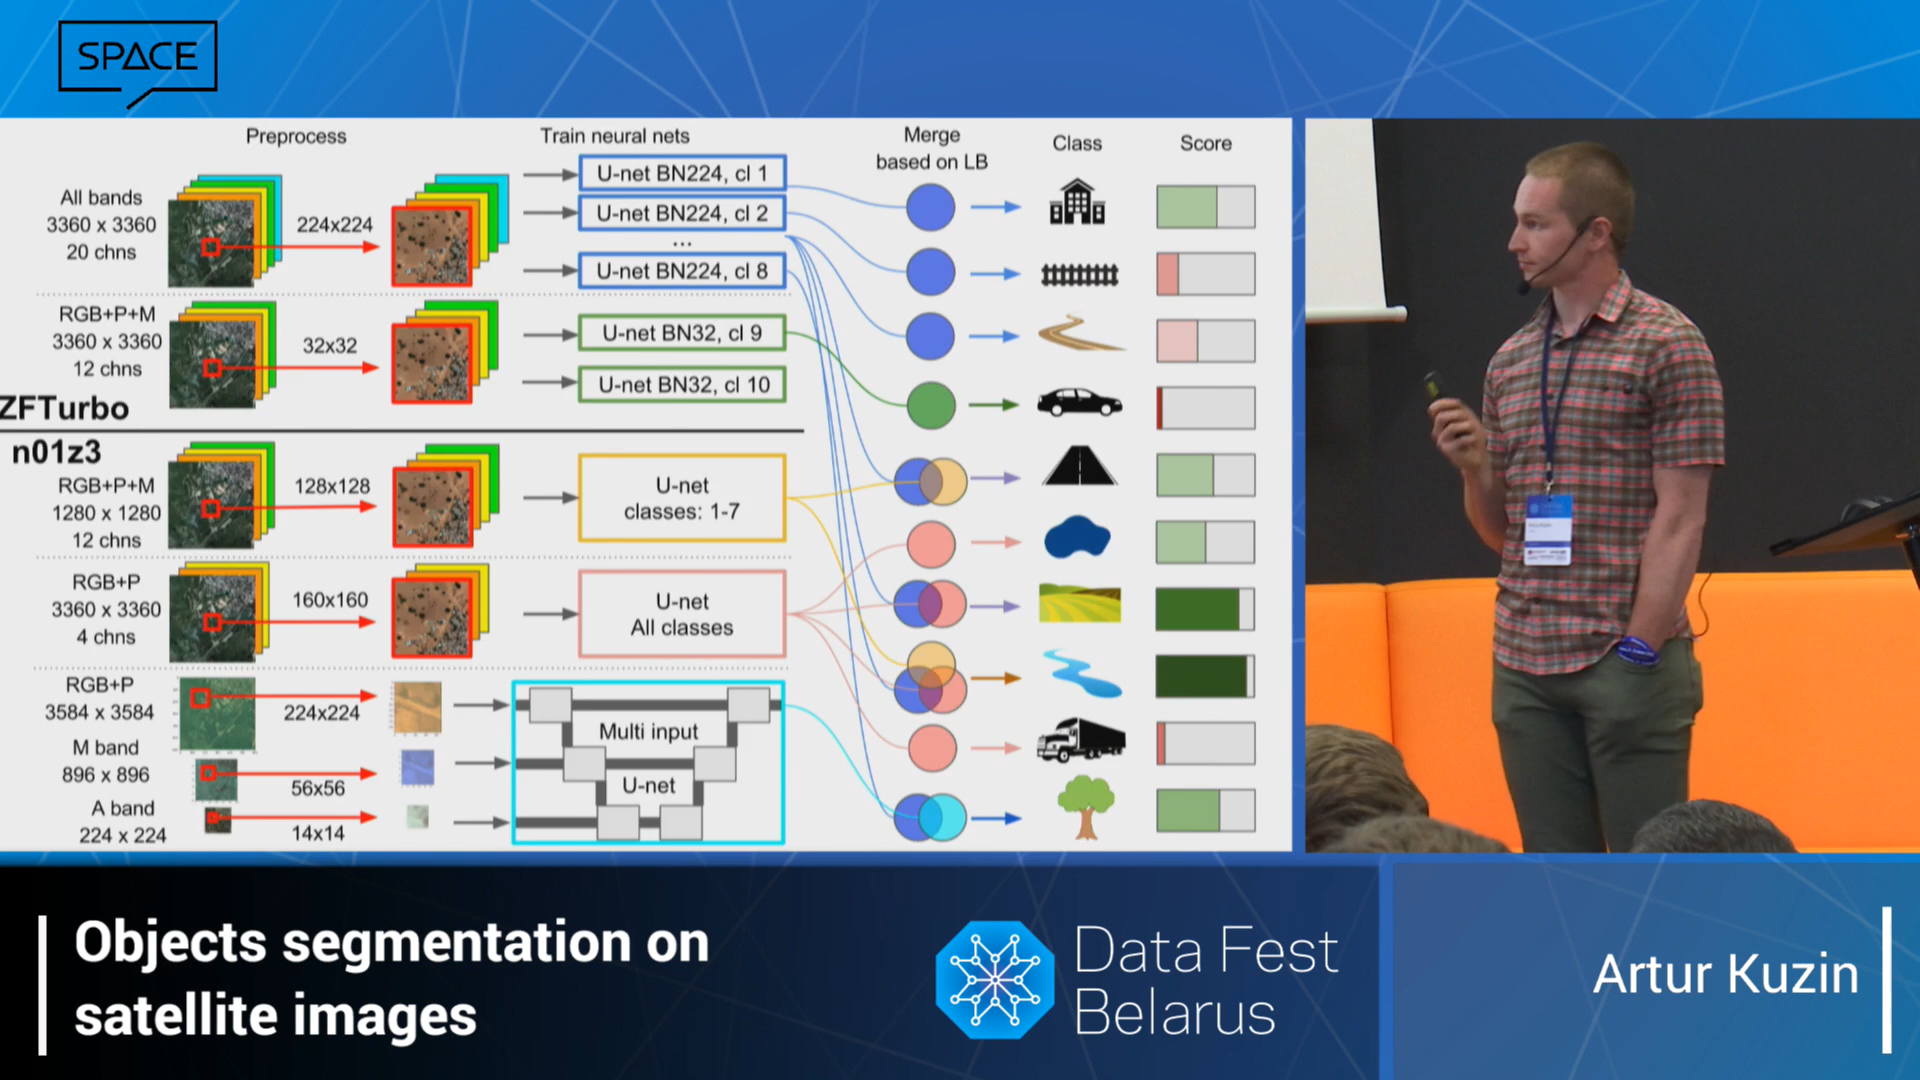 SPACE
Preprocess
Train neural nets
Merge
based on LB
Class
Score
All bands
3360 x 3360
20 chns
224x224
U-net BN224, cl 1
U-net BN224, cl 2
...
U-net BN224, cl 8
RGB+P+M
3360 x 3360
12 chns
32x32
U-net BN32, cl 9
U-net BN32, cl 10
ZFTurbo
n01z3
RGB+P+M
1280 x 1280
12 chns
128x128
U-net
classes: 1-7
RGB+P
3360 x 3360
4 chns
160x160
U-net
All classes
RGB+P
3584 x 3584
224x224
M band
896 x 896
56x56
A band
224 x 224
14x14
Multi input
U-net
Objects segmentation on
satellite images
Data Fest
Belarus
Artur Kuzin